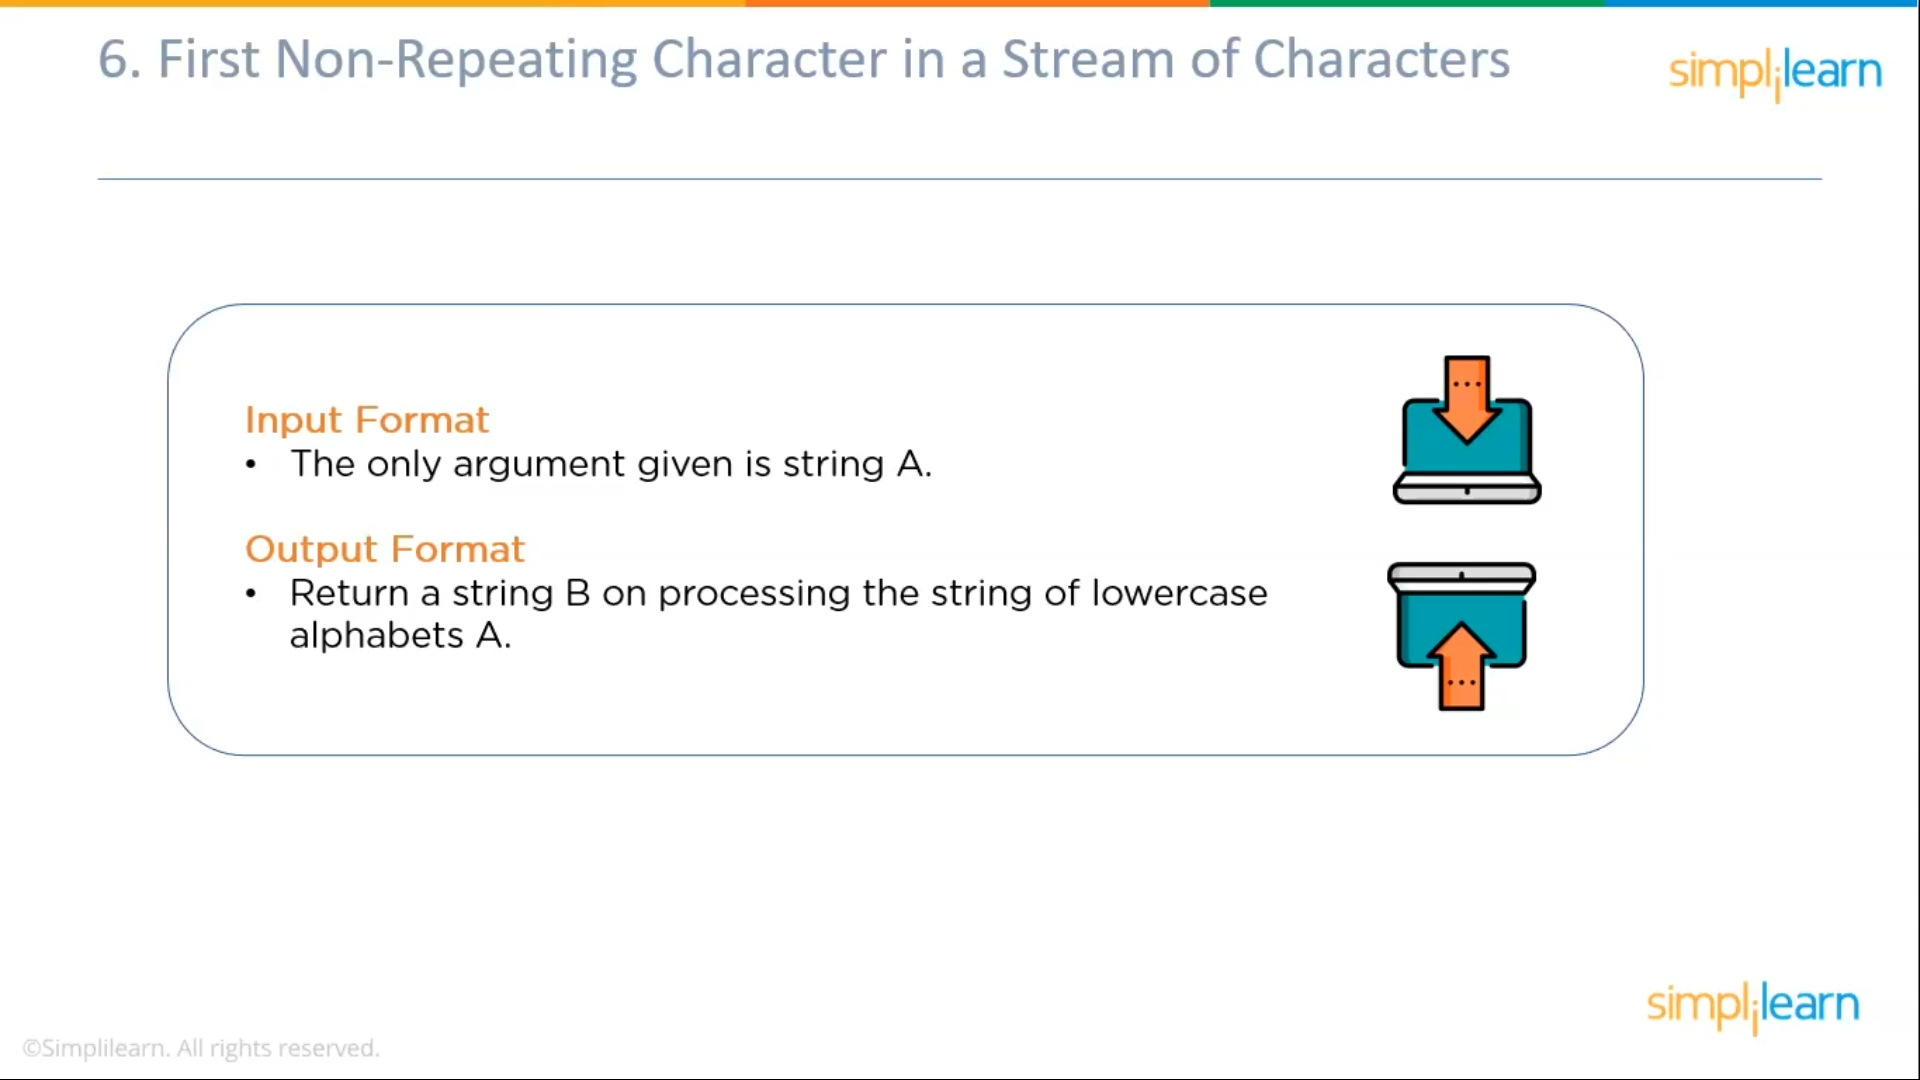 6. First Non-Repeating Character in a Stream of Characters
simplilearn
Input Format
• The only argument given is string A.
Output Format
• Return a string B on processing the string of lowercase
alphabets A.
simplilearn
©Simplilearn. All rights reserved.